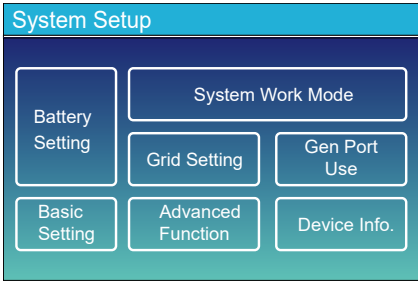 System Setup
Battery
Setting
System Work Mode
Grid Setting
Gen Port
Use
Basic
Setting
Advanced
Function
Device Info.